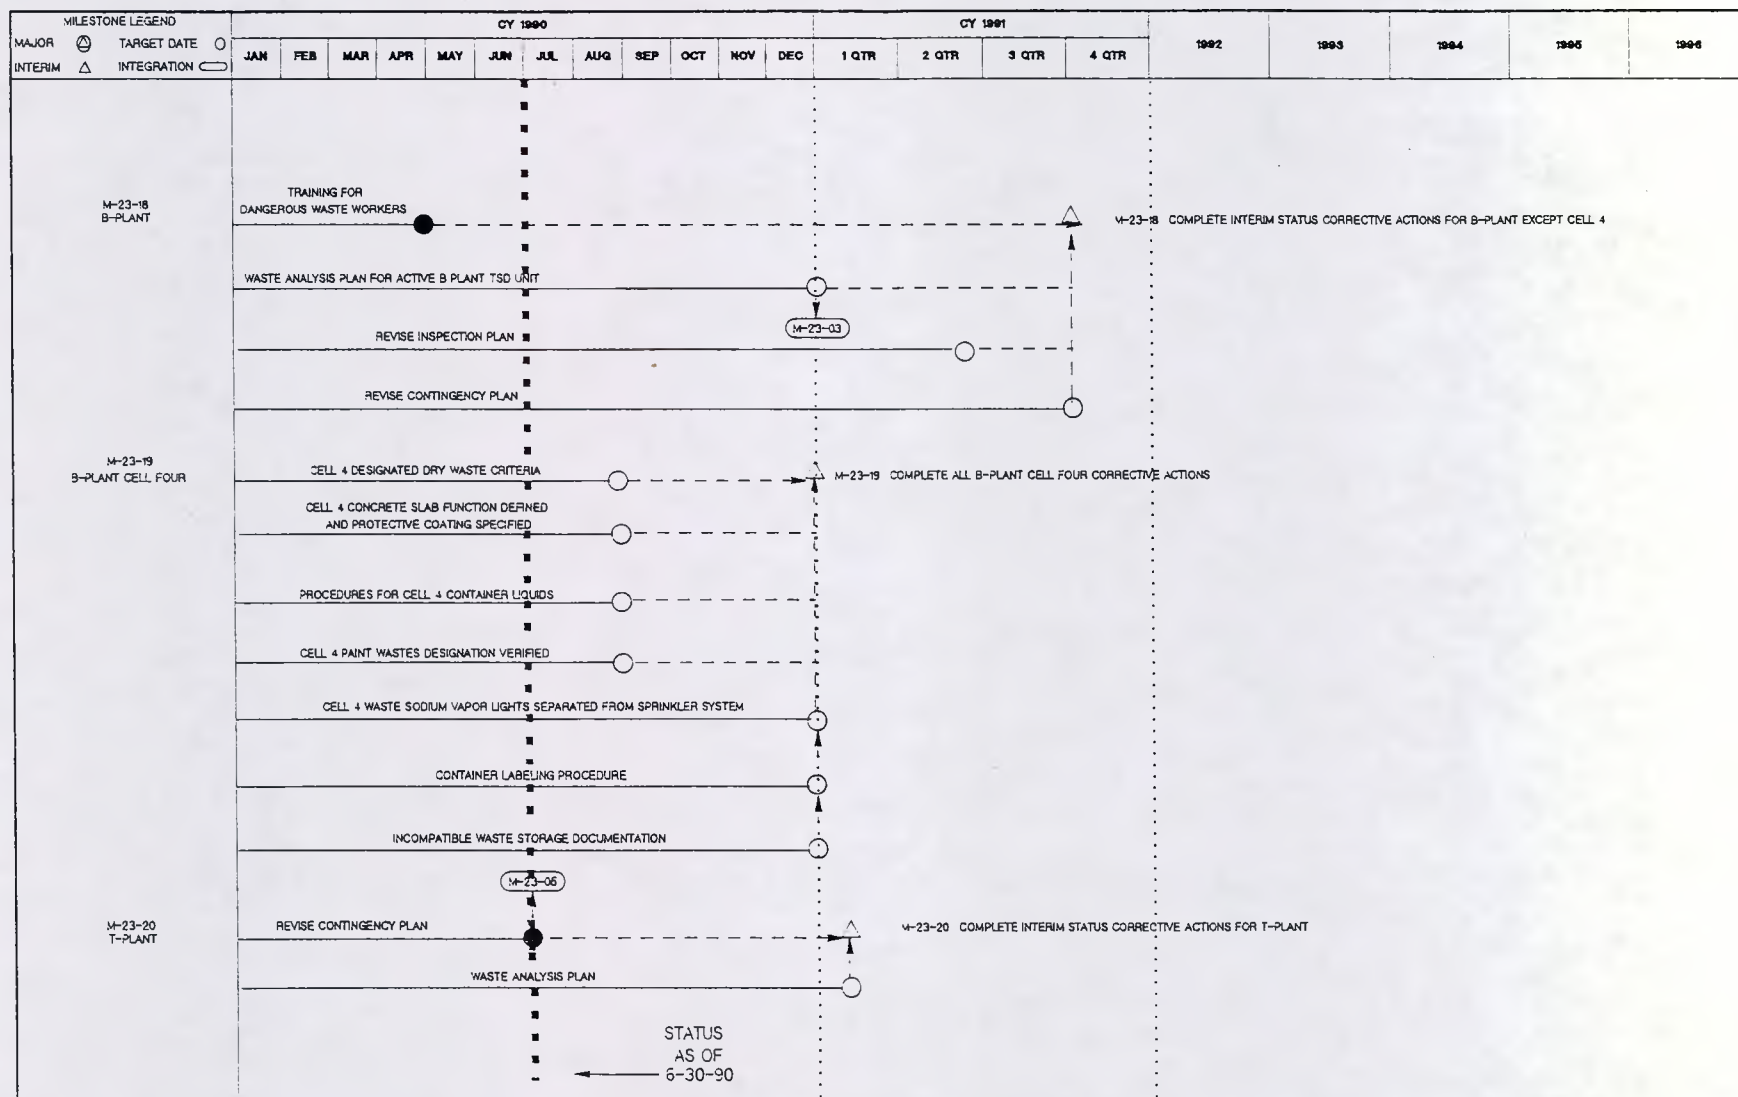 MILESTONE LEGEND
MAJOR TARGET DATE
INTERIM INTEGRATION
CY 1990
CY 1991
JAN FEB MAR APR MAY JUN JUL AUG SEP OCT NOV DEC 1 QTR 2 QTR 3 QTR 4 QTR
1992 1993 1994 1995 1996
M-23-18
B-PLANT
TRAINING FOR
DANGEROUS WASTE WORKERS
M-23-18 COMPLETE INTERIM STATUS CORRECTIVE ACTIONS FOR B-PLANT EXCEPT CELL 4
WASTE ANALYSIS PLAN FOR ACTIVE B PLANT TSD UNIT
M-23-03
REVISE INSPECTION PLAN
REVISE CONTINGENCY PLAN
M-23-19
B-PLANT CELL FOUR
CELL 4 DESIGNATED DRY WASTE CRITERIA
M-23-19 COMPLETE ALL B-PLANT CELL FOUR CORRECTIVE ACTIONS
CELL 4 CONCRETE SLAB FUNCTION DEFINED
AND PROTECTIVE COATING SPECIFIED
PROCEDURES FOR CELL 4 CONTAINER LIQUIDS
CELL 4 PAINT WASTES DESIGNATION VERIFIED
CELL 4 WASTE SODIUM VAPOR LIGHTS SEPARATED FROM SPRINKLER SYSTEM
CONTAINER LABELING PROCEDURE
INCOMPATIBLE WASTE STORAGE DOCUMENTATION
M-23-06
M-23-20
T-PLANT
REVISE CONTINGENCY PLAN
M-23-20 COMPLETE INTERIM STATUS CORRECTIVE ACTIONS FOR T-PLANT
WASTE ANALYSIS PLAN
STATUS
AS OF
6-30-90